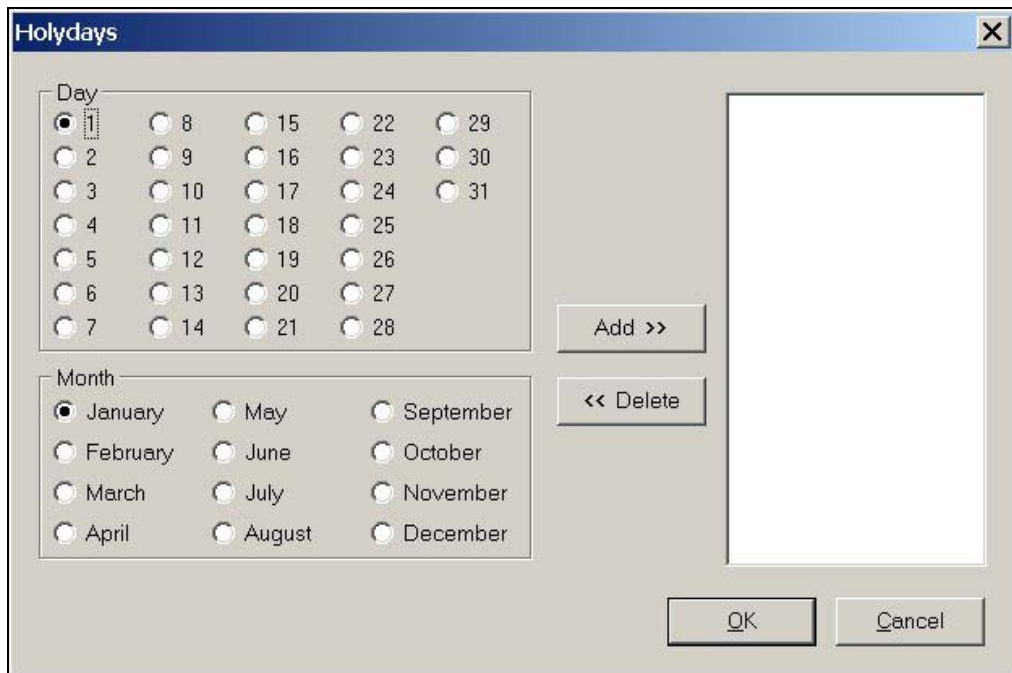 Holydays
Day
1 8 15 22 29
2 9 16 23 30
3 10 17 24 31
4 11 18 25
5 12 19 26
6 13 20 27
7 14 21 28
Add >>
<< Delete
Month
January May September
February June October
March July November
April August December
OK Cancel